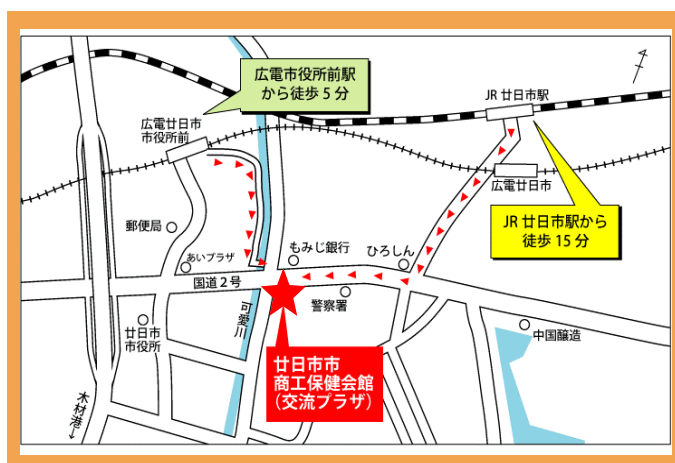 広電市役所前駅
から徒歩5分
JR 廿日市駅
広電廿日市
市役所前
広電廿日市
JR 廿日市駅から
徒歩 15 分
郵便局
あいプラザ
もみじ銀行
ひろしん
国道2号
警察署
可愛川
廿日市
市役所
中国醸造
廿日市市
商工保健会館
(交流プラザ)
木材港→